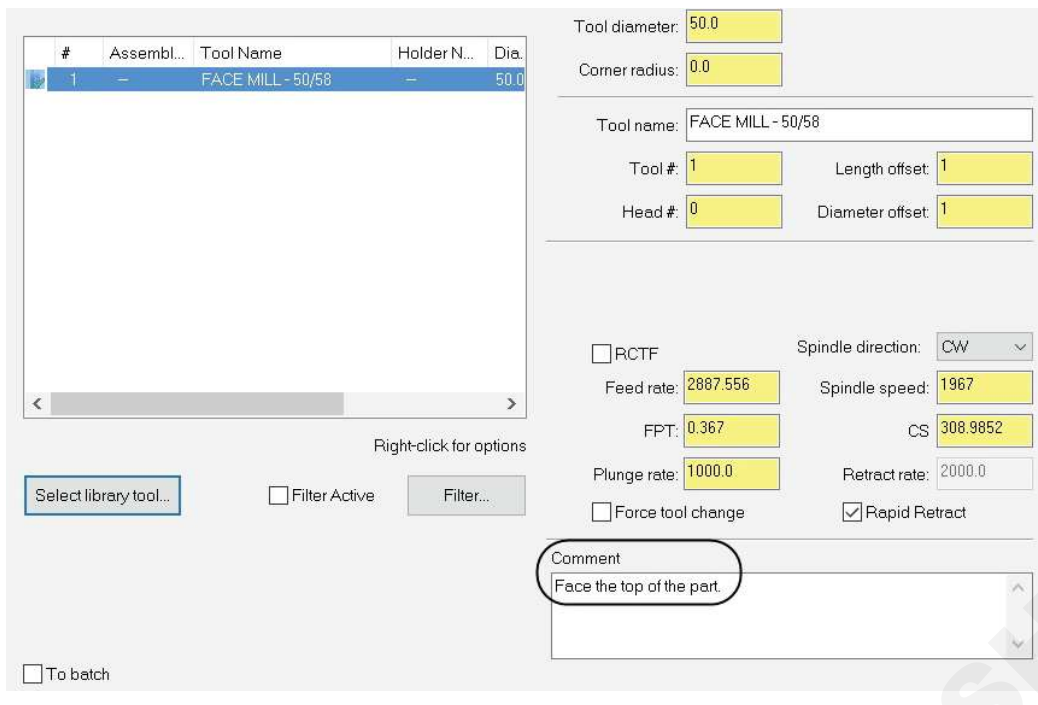 # Assembl... Tool Name Holder N... Dia.
1 – FACE MILL - 50/58 – 50.0
Right-click for options
Select library tool... Filter Active Filter...
To batch
Tool diameter: 50.0
Corner radius: 0.0
Tool name: FACE MILL - 50/58
Tool #: 1 Length offset: 1
Head #: 0 Diameter offset: 1
RCTF Spindle direction: CW
Feed rate: 2887.556 Spindle speed: 1967
FPT: 0.367 CS 308.9852
Plunge rate: 1000.0 Retract rate: 2000.0
Force tool change Rapid Retract
Comment
Face the top of the part.